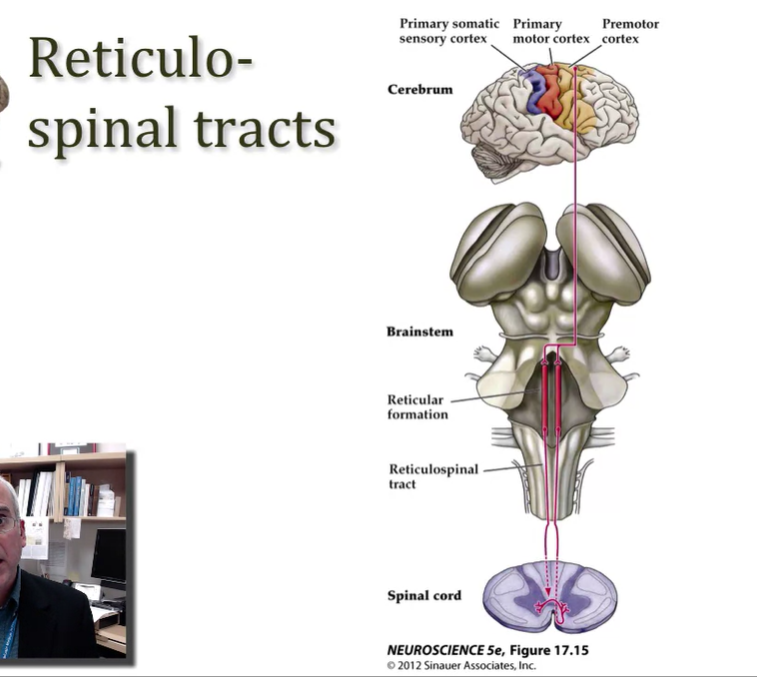 Reticulo-
spinal tracts
Primary somatic
sensory cortex
Primary
motor cortex
Premotor
cortex
Cerebrum
Brainstem
Reticular
formation
Reticulospinal
tract
Spinal cord
NEUROSCIENCE 5e, Figure 17.15
© 2012 Sinauer Associates, Inc.